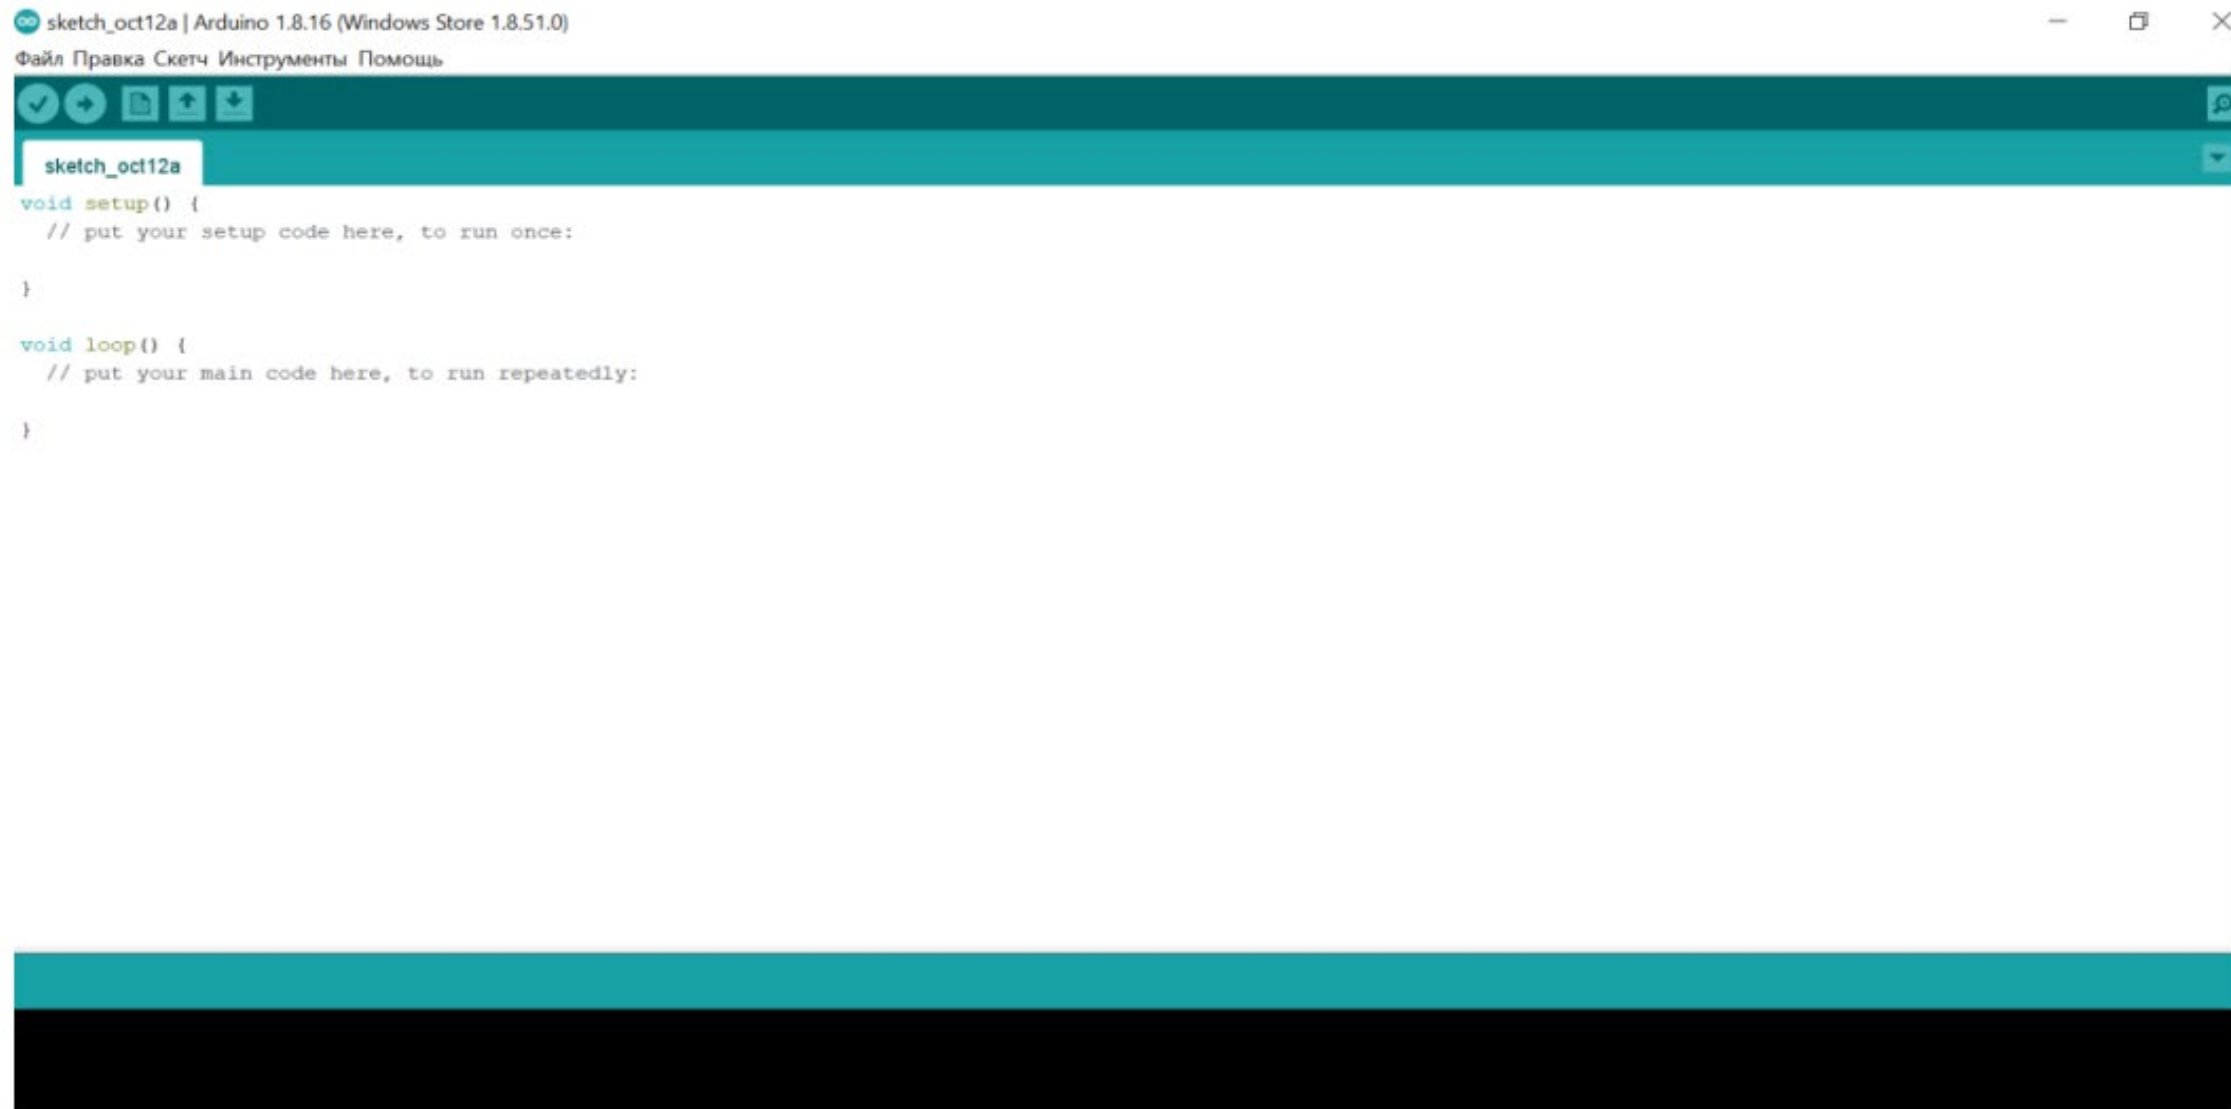 sketch_oct12a | Arduino 1.8.16 (Windows Store 1.8.51.0)
Файл Правка Скетч Инструменты Помощь
sketch_oct12a
void setup() {
  // put your setup code here, to run once:
}
void loop() {
  // put your main code here, to run repeatedly:
}